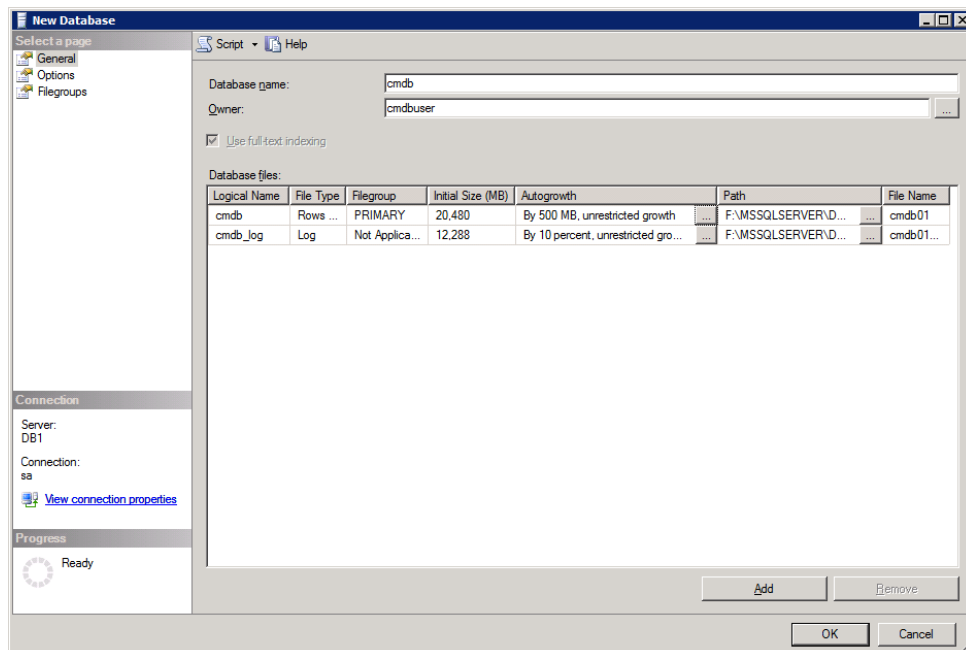 New Database
Select a page
General
Options
Filegroups
Script Help
Database name: cmdb
Owner: cmdbuser ...
Use full-text indexing
Database files:
Logical Name File Type Filegroup Initial Size (MB) Autogrowth Path File Name
cmdb Rows ... PRIMARY 20,480 By 500 MB, unrestricted growth ... F:\MSSQLSERVER\D... ... cmdb01
cmdb_log Log Not Applica... 12,288 By 10 percent, unrestricted gro... ... F:\MSSQLSERVER\D... ... cmdb01...
Connection
Server:
DB1
Connection:
sa
View connection properties
Progress
Ready
Add Remove
OK Cancel